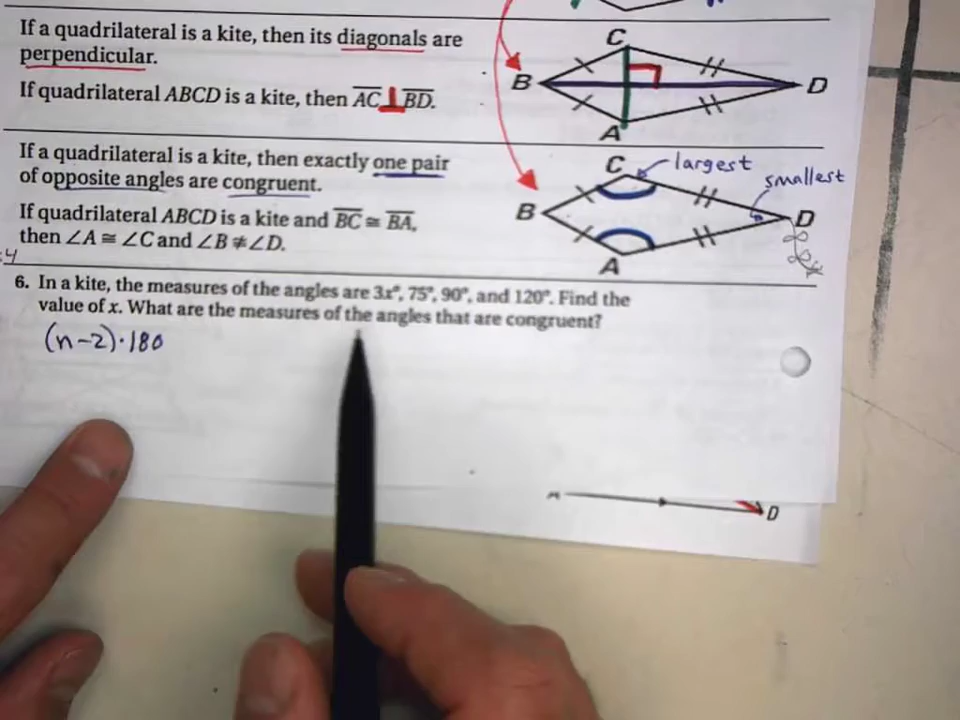 If a quadrilateral is a kite, then its diagonals are
perpendicular.
If quadrilateral ABCD is a kite, then AC ⊥ BD.
C
B
D
A
If a quadrilateral is a kite, then exactly one pair
of opposite angles are congruent.
If quadrilateral ABCD is a kite and BC ≅ BA,
then ∠A ≅ ∠C and ∠B ≇ ∠D.
C
largest
smallest
B
D
A
6. In a kite, the measures of the angles are 3x°, 75°, 90°, and 120°. Find the
value of x. What are the measures of the angles that are congruent?
(n-2)·180
D